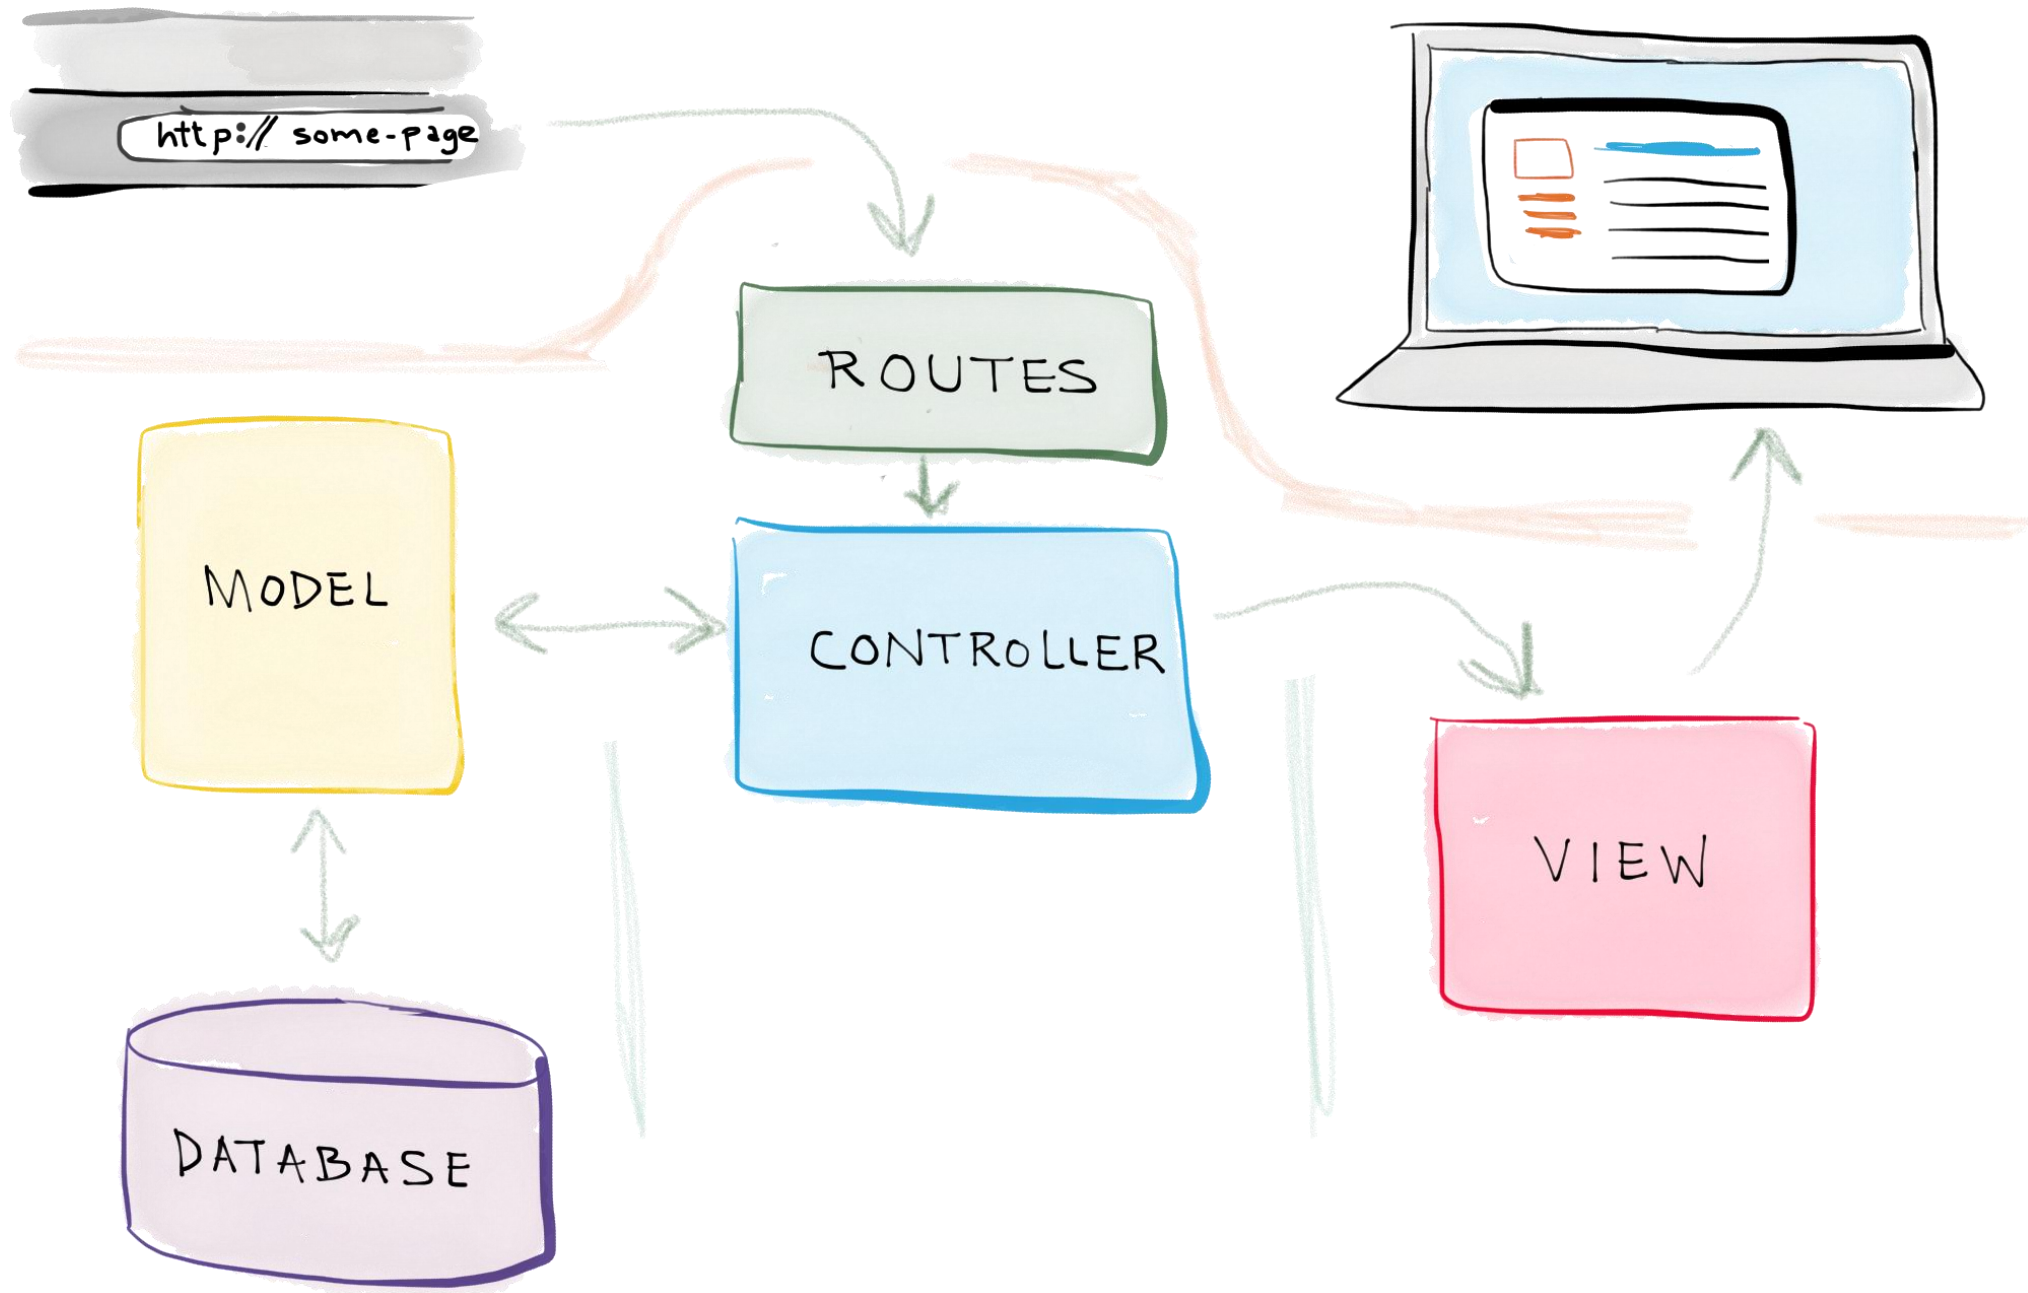 http:// some-page
ROUTES
MODEL
CONTROLLER
VIEW
DATABASE